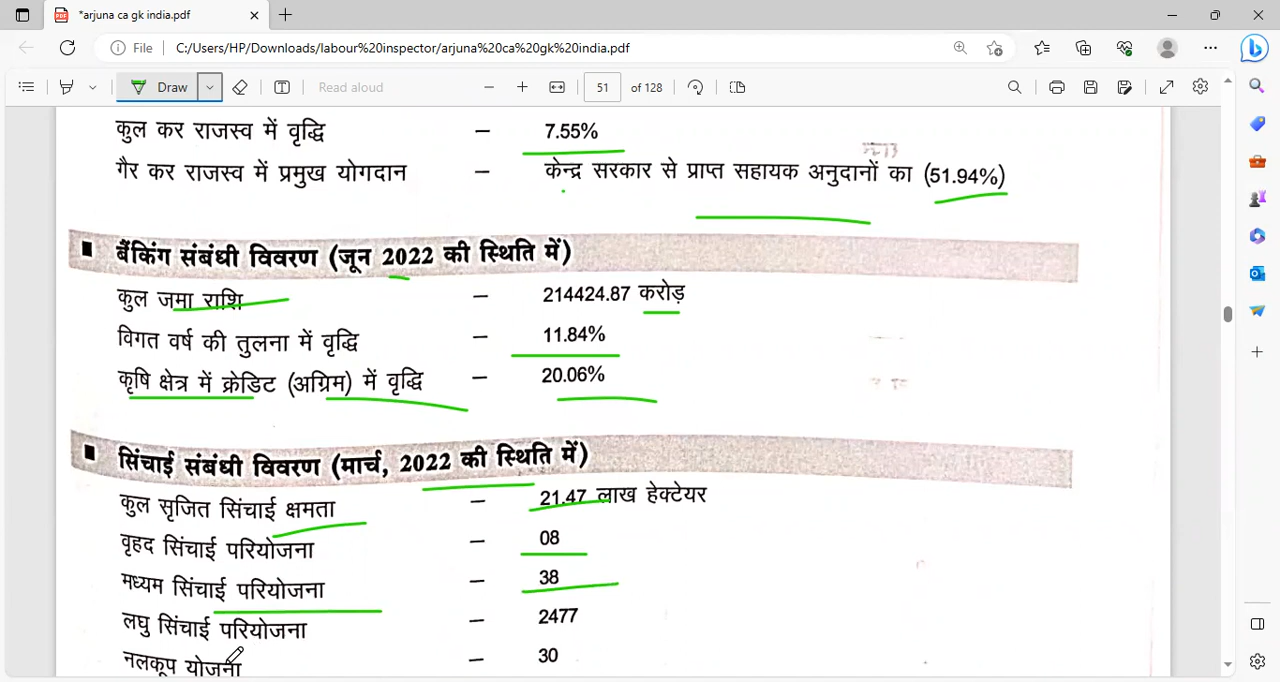 *arjuna ca gk india.pdf
File C:/Users/HP/Downloads/labour%20inspector/arjuna%20ca%20gk%20india.pdf
Draw Read aloud 51 of 128
कुल कर राजस्व में वृद्धि – 7.55%
गैर कर राजस्व में प्रमुख योगदान – केन्द्र सरकार से प्राप्त सहायक अनुदानों का (51.94%)
■ बैंकिंग संबंधी विवरण (जून 2022 की स्थिति में)
कुल जमा राशि – 214424.87 करोड़
विगत वर्ष की तुलना में वृद्धि – 11.84%
कृषि क्षेत्र में क्रेडिट (अग्रिम) में वृद्धि – 20.06%
■ सिंचाई संबंधी विवरण (मार्च, 2022 की स्थिति में)
कुल सृजित सिंचाई क्षमता – 21.47 लाख हेक्टेयर
वृहद सिंचाई परियोजना – 08
मध्यम सिंचाई परियोजना – 38
लघु सिंचाई परियोजना – 2477
नलकूप योजना – 30